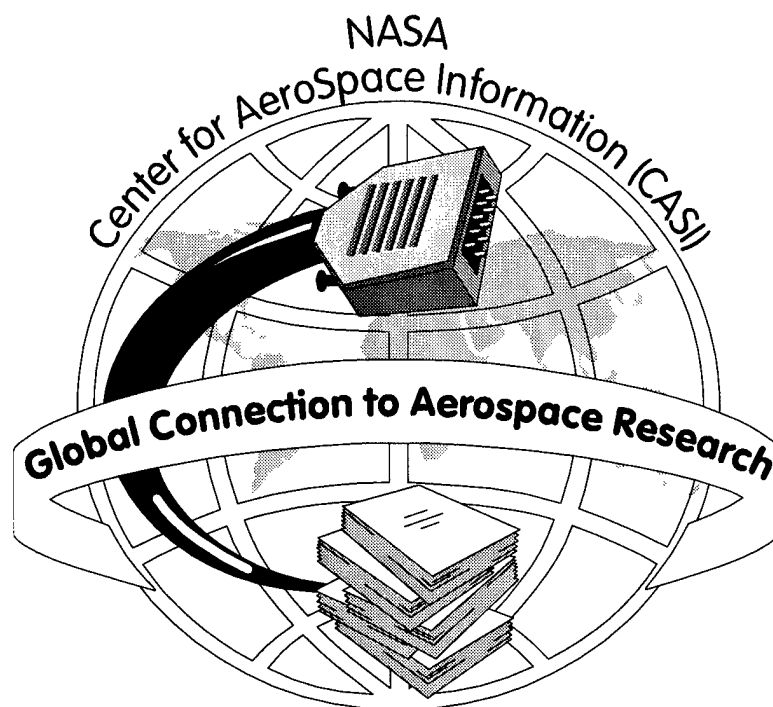 NASA
Center for AeroSpace Information (CASI)
Global Connection to Aerospace Research